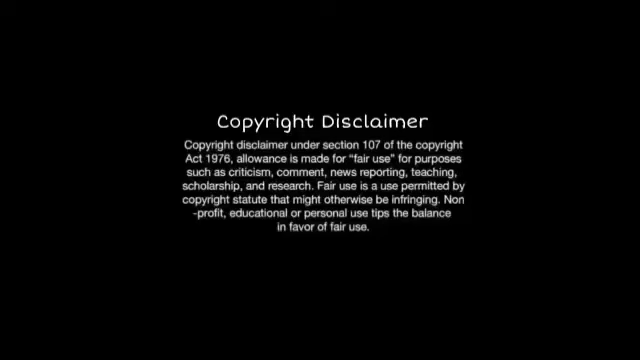 Copyright Disclaimer
Copyright disclaimer under section 107 of the copyright
Act 1976, allowance is made for “fair use” for purposes
such as criticism, comment, news reporting, teaching,
scholarship, and research. Fair use is a use permitted by
copyright statute that might otherwise be infringing. Non
-profit, educational or personal use tips the balance
in favor of fair use.